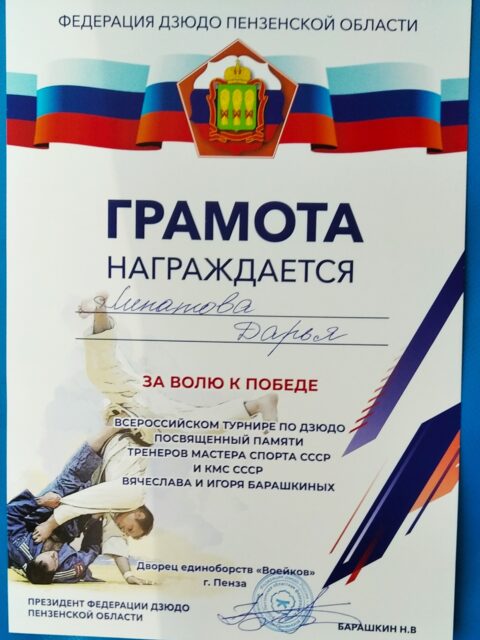 ФЕДЕРАЦИЯ ДЗЮДО ПЕНЗЕНСКОЙ ОБЛАСТИ
ГРАМОТА
НАГРАЖДАЕТСЯ
Липатова
Дарья
ЗА ВОЛЮ К ПОБЕДЕ
ВСЕРОССИЙСКОМ ТУРНИРЕ ПО ДЗЮДО
ПОСВЯЩЕННЫЙ ПАМЯТИ
ТРЕНЕРОВ МАСТЕРА СПОРТА СССР
И КМС СССР
ВЯЧЕСЛАВА И ИГОРЯ БАРАШКИНЫХ
Дворец единоборств «Воейков»
г. Пенза
ПРЕЗИДЕНТ ФЕДЕРАЦИИ ДЗЮДО
ПЕНЗЕНСКОЙ ОБЛАСТИ
БАРАШКИН Н.В